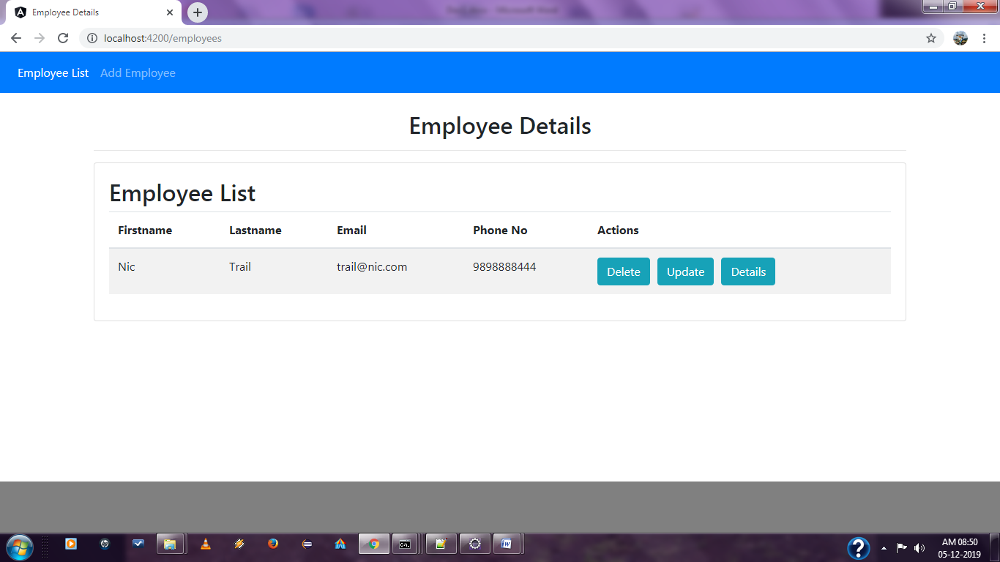 Employee Details
localhost:4200/employees
Employee List Add Employee
Employee Details
Employee List
Firstname Lastname Email Phone No Actions
Nic Trail trail@nic.com 9898888444 Delete Update Details
AM 08:50
05-12-2019